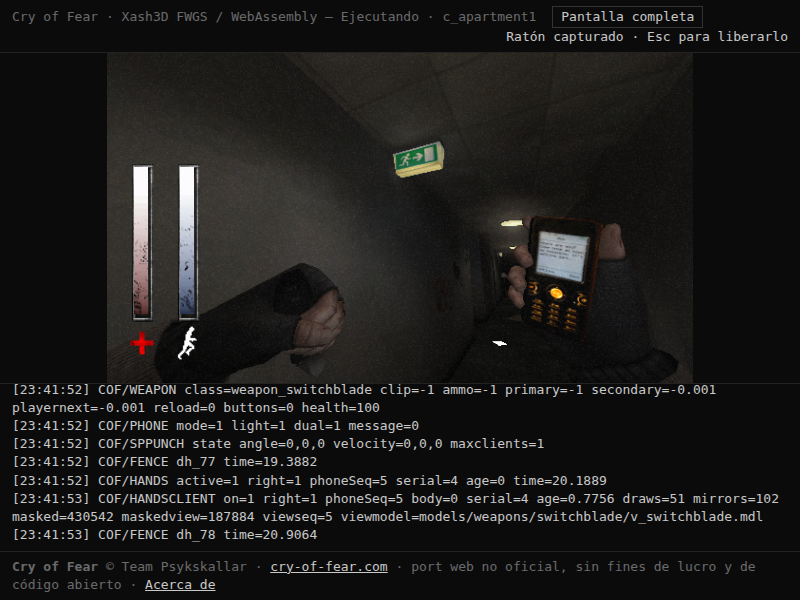 Cry of Fear · Xash3D FWGS / WebAssembly — Ejecutando · c_apartment1
Pantalla completa
Ratón capturado · Esc para liberarlo
[23:41:52] COF/WEAPON class=weapon_switchblade clip=-1 ammo=-1 primary=-1 secondary=-0.001
playernext=-0.001 reload=0 buttons=0 health=100
[23:41:52] COF/PHONE mode=1 light=1 dual=1 message=0
[23:41:52] COF/SPPUNCH state angle=0,0,0 velocity=0,0,0 maxclients=1
[23:41:52] COF/FENCE dh_77 time=19.3882
[23:41:52] COF/HANDS active=1 right=1 phoneSeq=5 serial=4 age=0 time=20.1889
[23:41:53] COF/HANDSCLIENT on=1 right=1 phoneSeq=5 body=0 serial=4 age=0.7756 draws=51 mirrors=102
masked=430542 maskedview=187884 viewseq=5 viewmodel=models/weapons/switchblade/v_switchblade.mdl
[23:41:53] COF/FENCE dh_78 time=20.9064
Cry of Fear © Team Psykskallar · cry-of-fear.com · port web no oficial, sin fines de lucro y de
código abierto · Acerca de